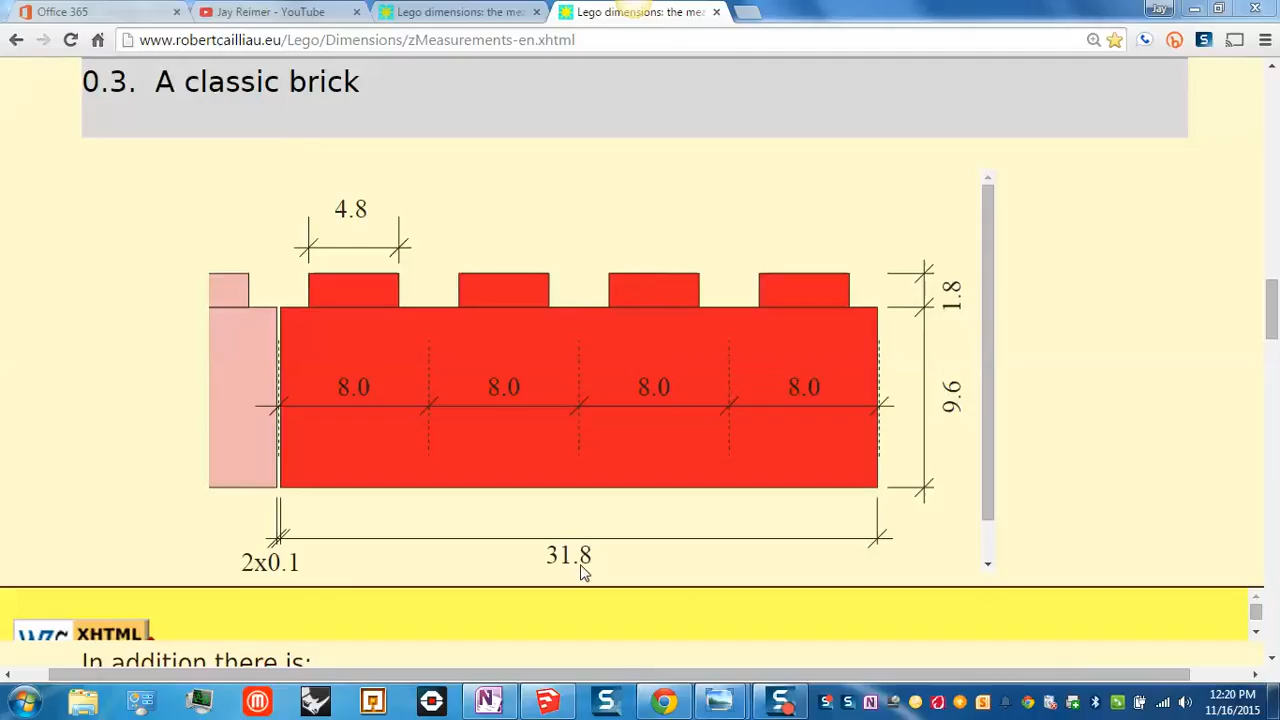 Office 365
Jay Reimer - YouTube
Lego dimensions: the me
Lego dimensions: the me
Jay
www.robertcailliau.eu/Lego/Dimensions/zMeasurements-en.xhtml
0.3. A classic brick
4.8
1.8
8.0 8.0 8.0 8.0
9.6
2x0.1
31.8
W3C XHTML
In addition there is:
12:20 PM
11/16/2015